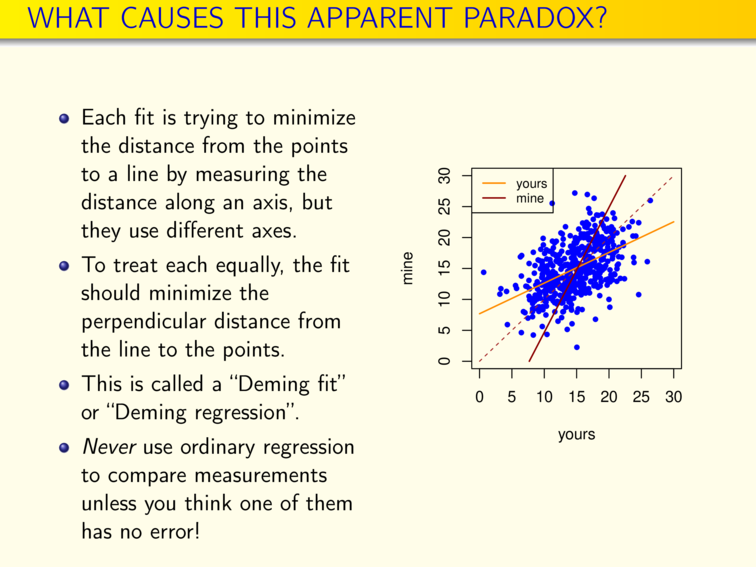 WHAT CAUSES THIS APPARENT PARADOX?
Each fit is trying to minimize
the distance from the points
to a line by measuring the
distance along an axis, but
they use different axes.
To treat each equally, the fit
should minimize the
perpendicular distance from
the line to the points.
This is called a “Deming fit”
or “Deming regression”.
Never use ordinary regression
to compare measurements
unless you think one of them
has no error!
yours
mine
30
25
20
15
10
5
0
mine
0 5 10 15 20 25 30
yours